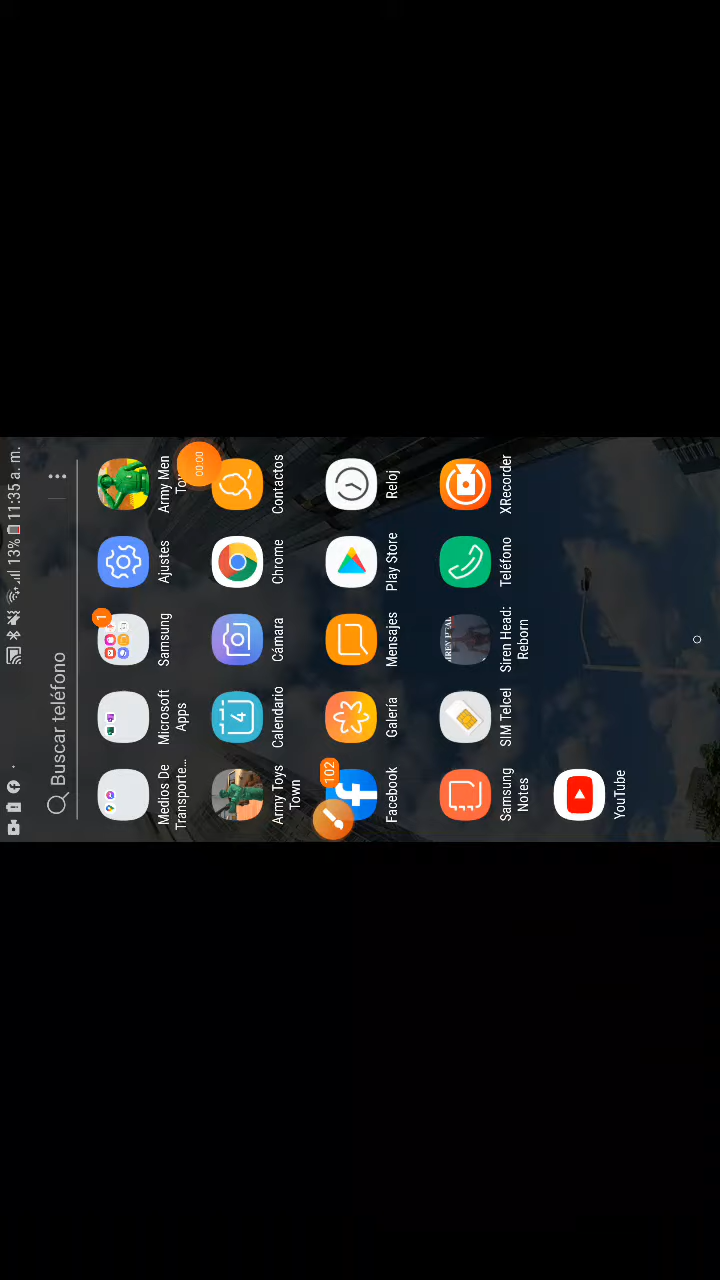 13% 11:35 a. m.
Buscar teléfono
Medios De
Transporte...
Microsoft
Apps
1
Samsung
Ajustes
Army Men
To
00:00
Army Toys
Town
4
Calendario
Cámara
Chrome
Contactos
102
Facebook
Galería
Mensajes
Play Store
Reloj
Samsung
Notes
SIM Telcel
Siren Head:
Reborn
Teléfono
XRecorder
YouTube